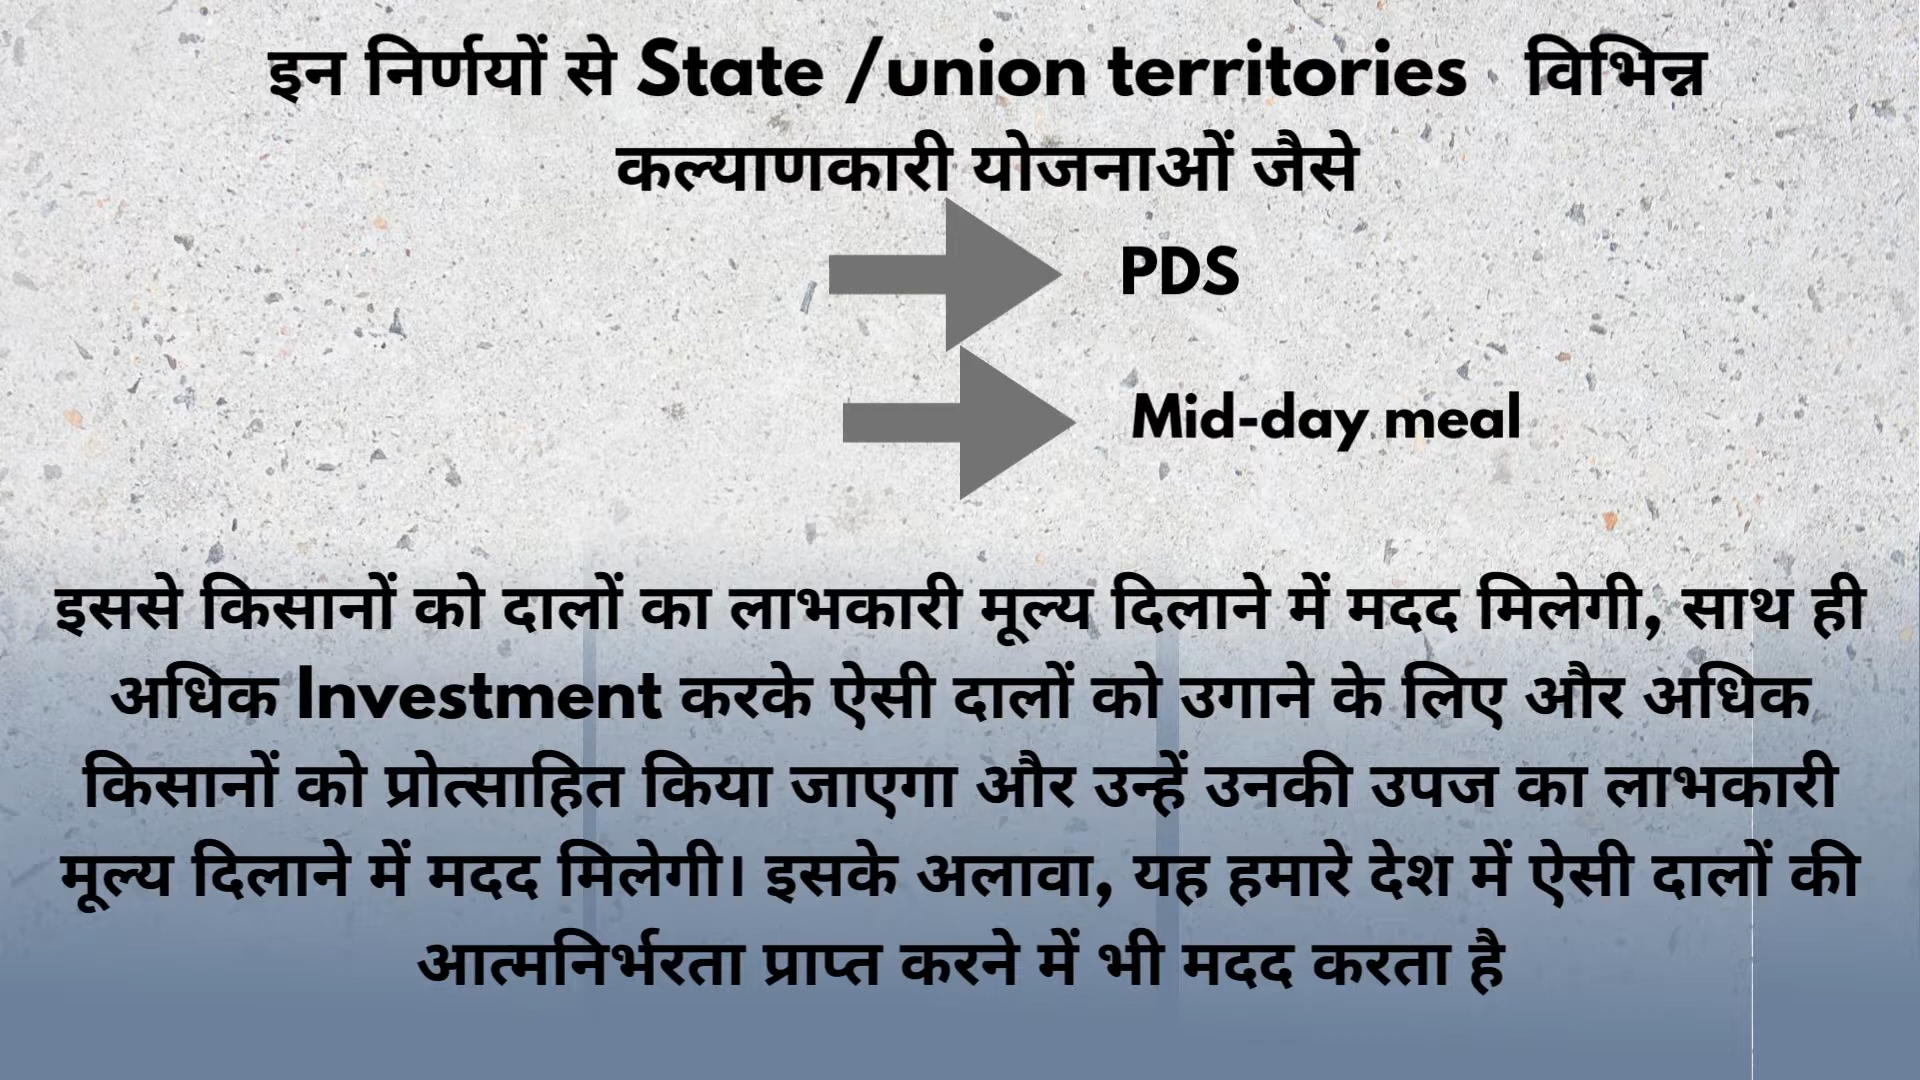 इन निर्णयों से State /union territories विभिन्न
कल्याणकारी योजनाओं जैसे
PDS
Mid-day meal
इससे किसानों को दालों का लाभकारी मूल्य दिलाने में मदद मिलेगी, साथ ही
अधिक Investment करके ऐसी दालों को उगाने के लिए और अधिक
किसानों को प्रोत्साहित किया जाएगा और उन्हें उनकी उपज का लाभकारी
मूल्य दिलाने में मदद मिलेगी। इसके अलावा, यह हमारे देश में ऐसी दालों की
आत्मनिर्भरता प्राप्त करने में भी मदद करता है